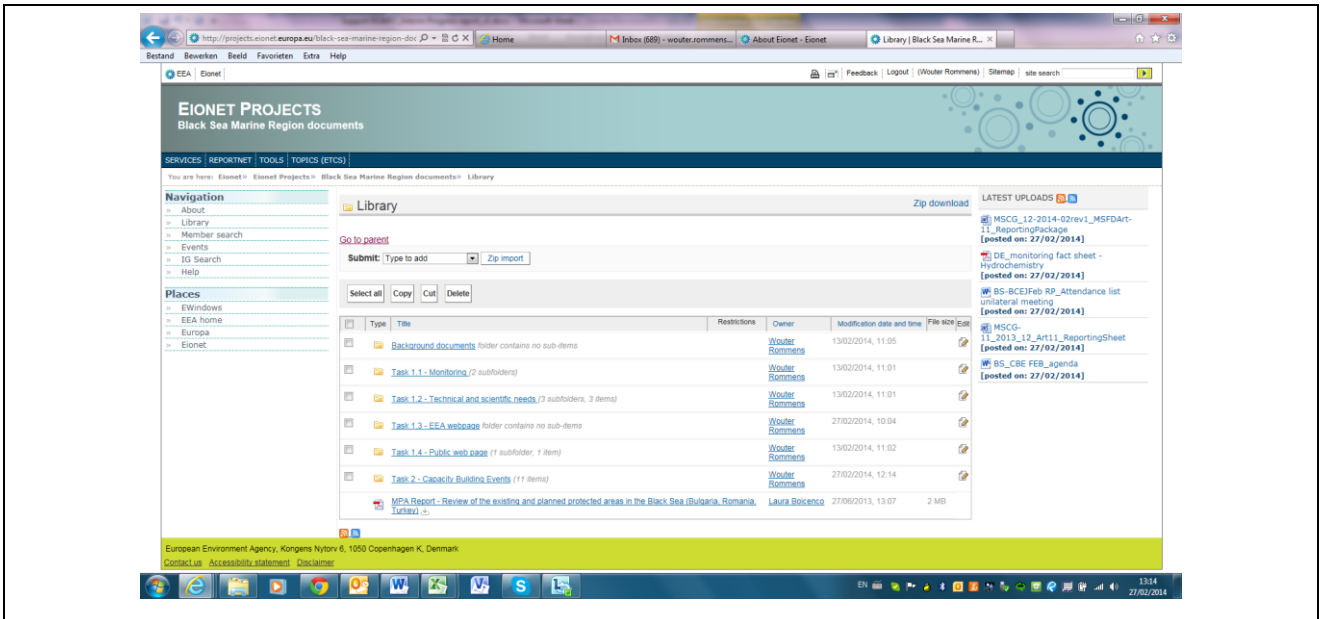 http://projects.eionet.europa.eu/black-sea-marine-region-doc
Home
Inbox (689) - wouter.rommens...
About Eionet - Eionet
Library | Black Sea Marine R...
Bestand Bewerken Beeld Favorieten Extra Help
EEA Eionet
Feedback Logout (Wouter Rommens) Sitemap site search
EIONET PROJECTS
Black Sea Marine Region documents
SERVICES REPORTNET TOOLS TOPICS (ETCS)
You are here: Eionet» Eionet Projects» Black Sea Marine Region documents» Library
Navigation
» About
» Library
» Member search
» Events
» IG Search
» Help
Places
» EWindows
» EEA home
» Europa
» Eionet
Library
Zip download
Go to parent
Submit: Type to add Zip import
Select all Copy Cut Delete
Type Title Restrictions Owner Modification date and time File size Edit
Background documents folder contains no sub-items Wouter Rommens 13/02/2014, 11:05
Task 1.1 - Monitoring (2 subfolders) Wouter Rommens 13/02/2014, 11:01
Task 1.2 - Technical and scientific needs (3 subfolders, 3 items) Wouter Rommens 13/02/2014, 11:01
Task 1.3 - EEA webpage folder contains no sub-items Wouter Rommens 27/02/2014, 10:04
Task 1.4 - Public web page (1 subfolder, 1 item) Wouter Rommens 13/02/2014, 11:02
Task 2 - Capacity Building Events (11 items) Wouter Rommens 27/02/2014, 12:14
MPA Report - Review of the existing and planned protected areas in the Black Sea (Bulgaria, Romania, Laura Boicenco 27/06/2013, 13:07 2 MB
Turkey)
LATEST UPLOADS
MSCG_12-2014-02rev1_MSFDArt-
11_ReportingPackage
[posted on: 27/02/2014]
DE_monitoring fact sheet -
Hydrochemistry
[posted on: 27/02/2014]
BS-BCEJFeb RP_Attendance list
unilateral meeting
[posted on: 27/02/2014]
MSCG-
11_2013_12_Art11_ReportingSheet
[posted on: 27/02/2014]
BS_CBE FEB_agenda
[posted on: 27/02/2014]
European Environment Agency, Kongens Nytorv 6, 1050 Copenhagen K, Denmark
Contact us Accessibility statement Disclaimer
EN
13:14
27/02/2014